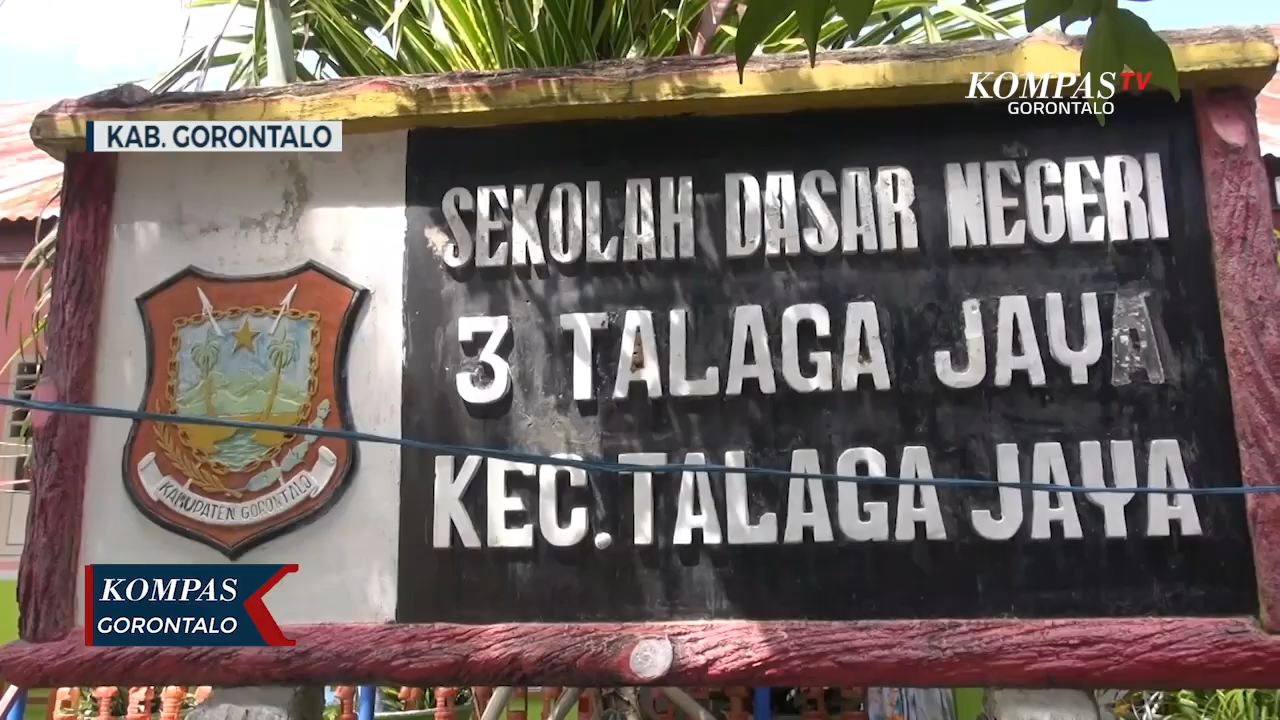 KOMPAS TV
GORONTALO
KAB. GORONTALO
SEKOLAH DASAR NEGERI
3 TALAGA JAYA
KEC. TALAGA JAYA
KABUPATEN GORONTALO
KOMPAS
GORONTALO